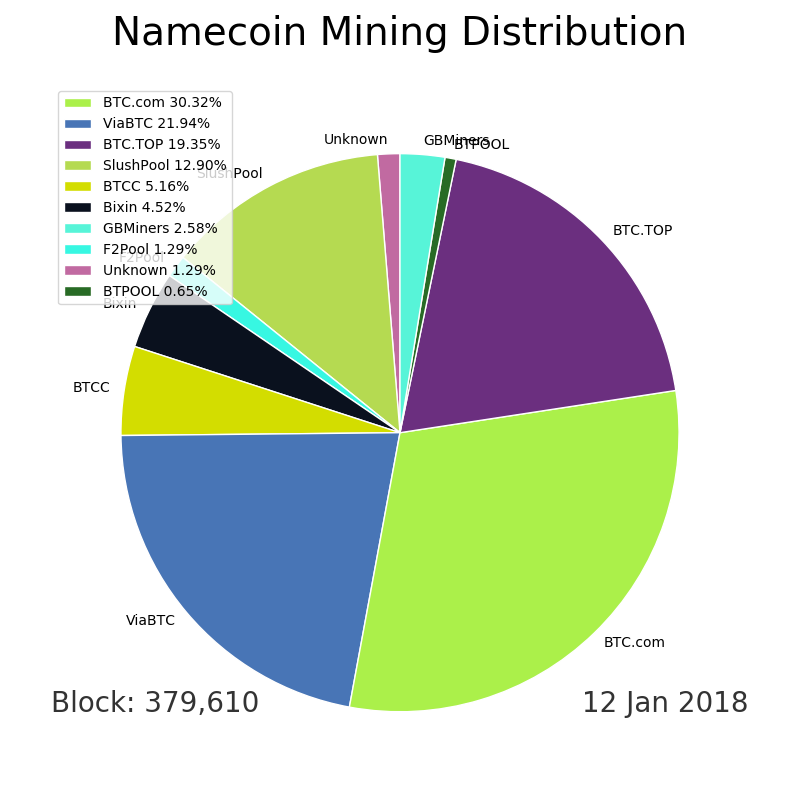 Namecoin Mining Distribution
BTC.com 30.32%
ViaBTC 21.94%
BTC.TOP 19.35%
SlushPool 12.90%
BTCC 5.16%
Bixin 4.52%
GBMiners 2.58%
F2Pool 1.29%
Unknown 1.29%
BTPOOL 0.65%
Unknown
GBMiners
BTPOOL
SlushPool
BTC.TOP
F2Pool
Bixin
BTCC
ViaBTC
BTC.com
Block: 379,610
12 Jan 2018